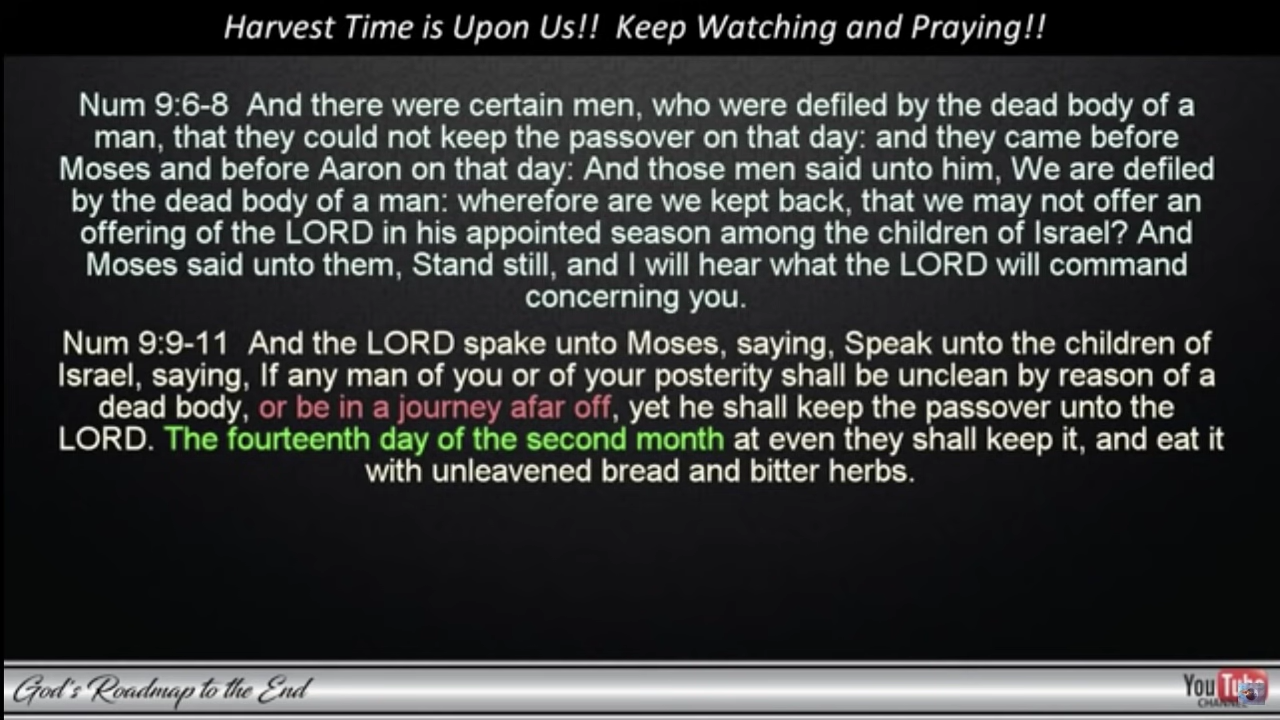 Harvest Time is Upon Us!! Keep Watching and Praying!!
Num 9:6-8 And there were certain men, who were defiled by the dead body of a
man, that they could not keep the passover on that day: and they came before
Moses and before Aaron on that day: And those men said unto him, We are defiled
by the dead body of a man: wherefore are we kept back, that we may not offer an
offering of the LORD in his appointed season among the children of Israel? And
Moses said unto them, Stand still, and I will hear what the LORD will command
concerning you.
Num 9:9-11 And the LORD spake unto Moses, saying, Speak unto the children of
Israel, saying, If any man of you or of your posterity shall be unclean by reason of a
dead body, or be in a journey afar off, yet he shall keep the passover unto the
LORD. The fourteenth day of the second month at even they shall keep it, and eat it
with unleavened bread and bitter herbs.
God's Roadmap to the End
YouTube
CHANNEL